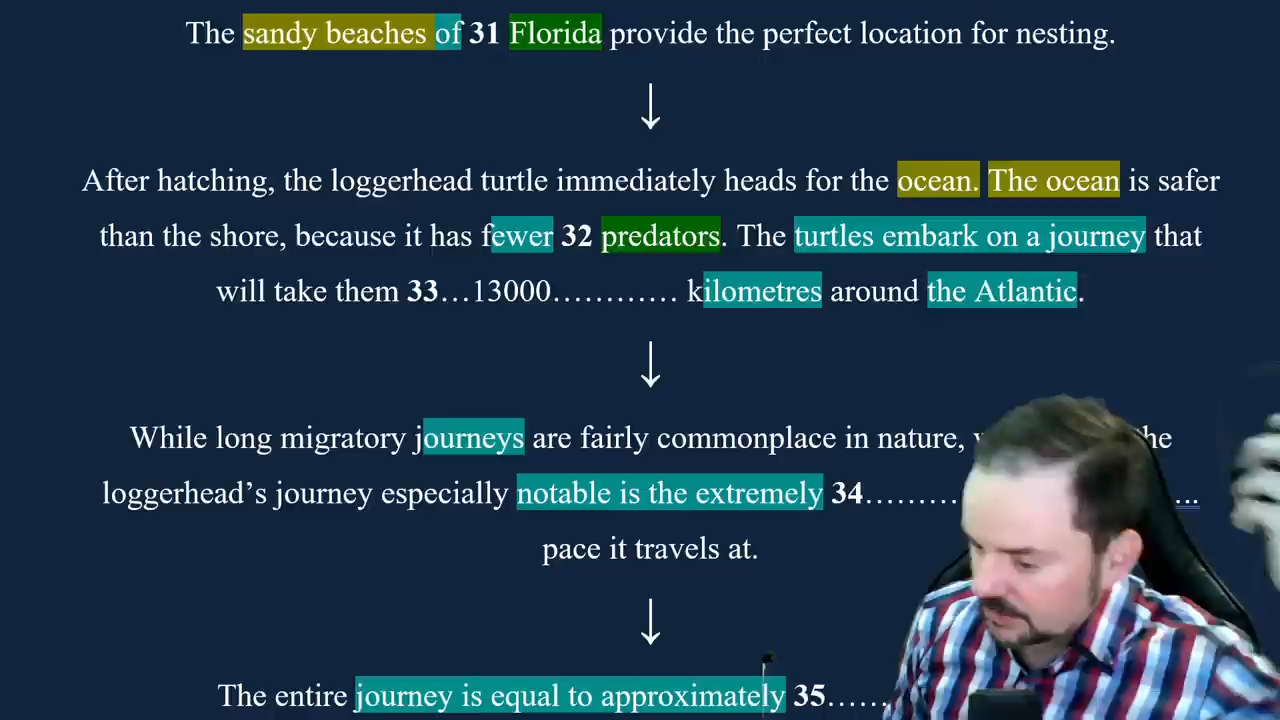 The sandy beaches of 31 Florida provide the perfect location for nesting.
↓
After hatching, the loggerhead turtle immediately heads for the ocean. The ocean is safer
than the shore, because it has fewer 32 predators. The turtles embark on a journey that
will take them 33...13000............ kilometres around the Atlantic.
↓
While long migratory journeys are fairly commonplace in nature, the
loggerhead's journey especially notable is the extremely 34............
pace it travels at.
↓
The entire journey is equal to approximately 35......